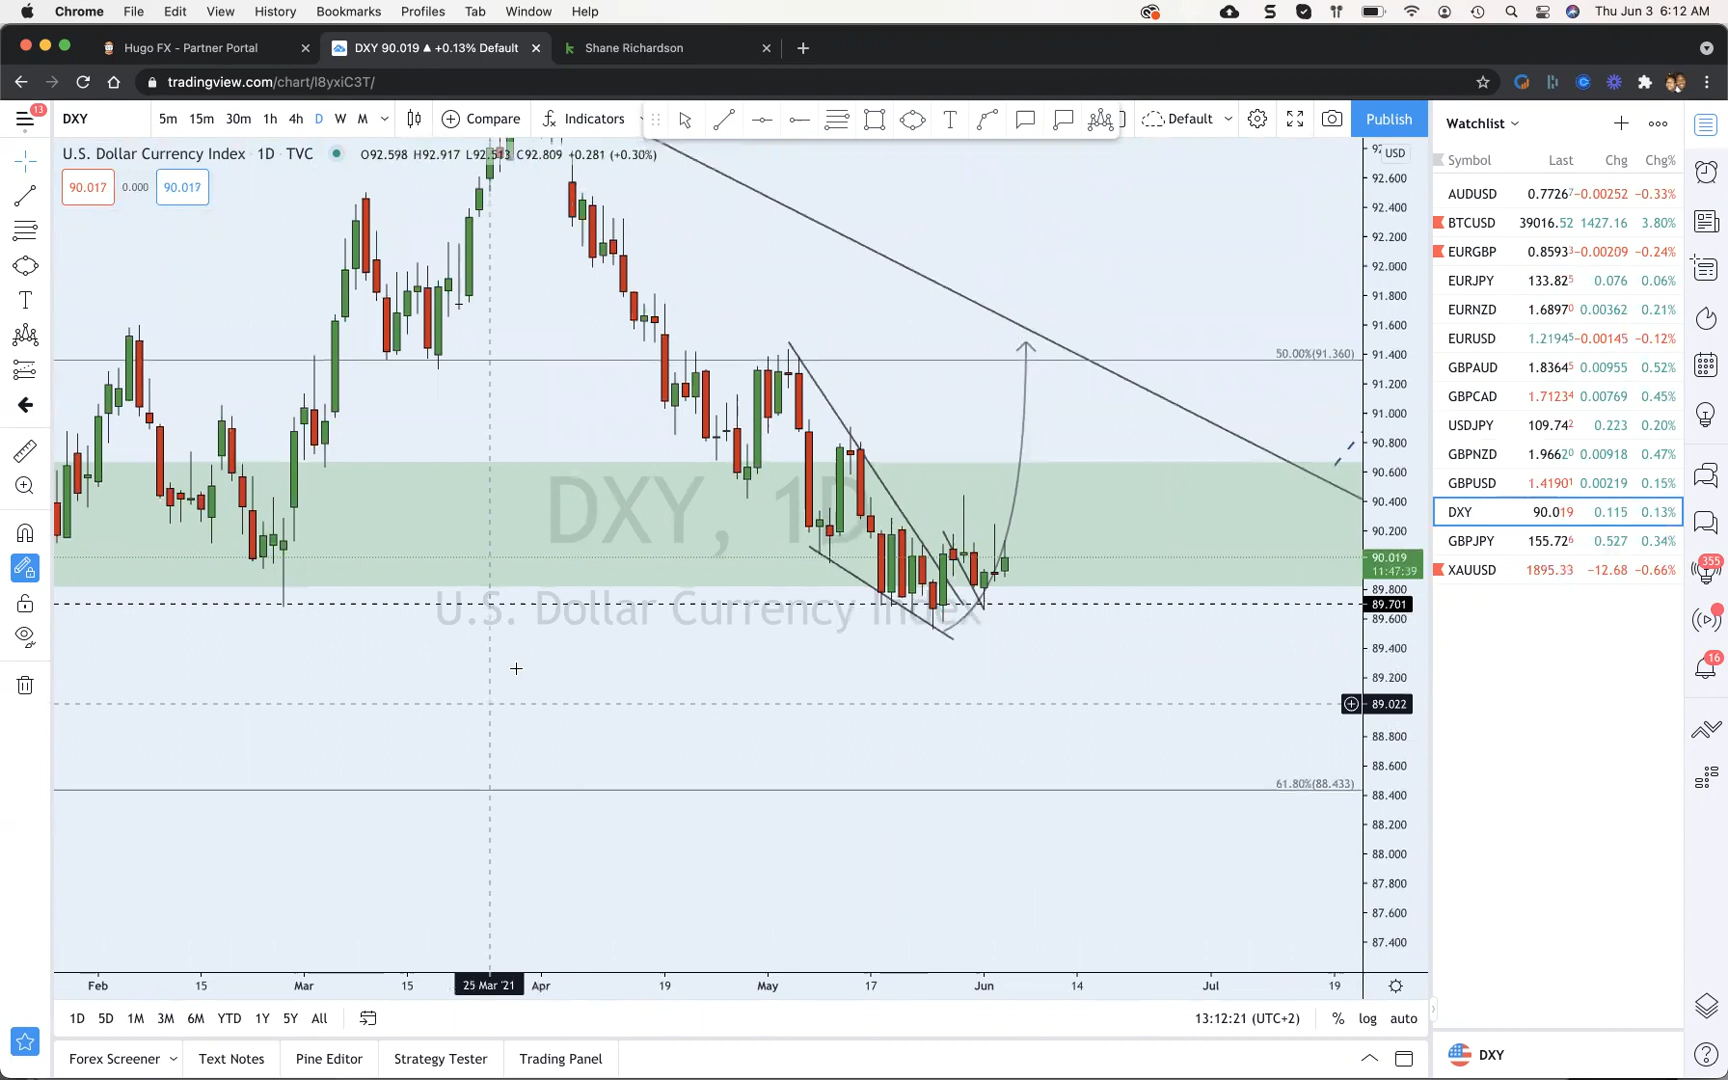 Chrome File Edit View History Bookmarks Profiles Tab Window Help Thu Jun 3 6:12 AM
Hugo FX - Partner Portal DXY 90.019 ▲ +0.13% Default Shane Richardson
tradingview.com/chart/l8yxiC3T/
13 DXY 5m 15m 30m 1h 4h D W M Compare Indicators Default Publish
Watchlist
U.S. Dollar Currency Index · 1D · TVC O92.598 H92.917 L92.513 C92.809 +0.281 (+0.30%)
USD
90.017 0.000 90.017
Symbol Last Chg Chg%
AUDUSD 0.77267 -0.00252 -0.33%
BTCUSD 39016.52 1427.16 3.80%
EURGBP 0.85933 -0.00209 -0.24%
EURJPY 133.825 0.076 0.06%
EURNZD 1.68970 0.00362 0.21%
EURUSD 1.21945 -0.00145 -0.12%
GBPAUD 1.83645 0.00955 0.52%
GBPCAD 1.71234 0.00769 0.45%
USDJPY 109.742 0.223 0.20%
GBPNZD 1.96620 0.00918 0.47%
GBPUSD 1.41901 0.00219 0.15%
DXY 90.019 0.115 0.13%
GBPJPY 155.726 0.527 0.34%
XAUUSD 1895.33 -12.68 -0.66%
355
16
92.600
92.400
92.200
92.000
91.800
91.600
91.400
91.200
91.000
90.800
90.600
90.400
90.200
90.019
11:47:39
89.800
89.701
89.600
89.400
89.200
89.022
88.800
88.600
88.400
88.200
88.000
87.800
87.600
87.400
50.00%(91.360)
61.80%(88.433)
DXY, 1D
U.S. Dollar Currency Index
Feb 15 Mar 15 25 Mar '21 Apr 19 May 17 Jun 14 Jul 19
1D 5D 1M 3M 6M YTD 1Y 5Y All 13:12:21 (UTC+2) % log auto
Forex Screener Text Notes Pine Editor Strategy Tester Trading Panel
DXY